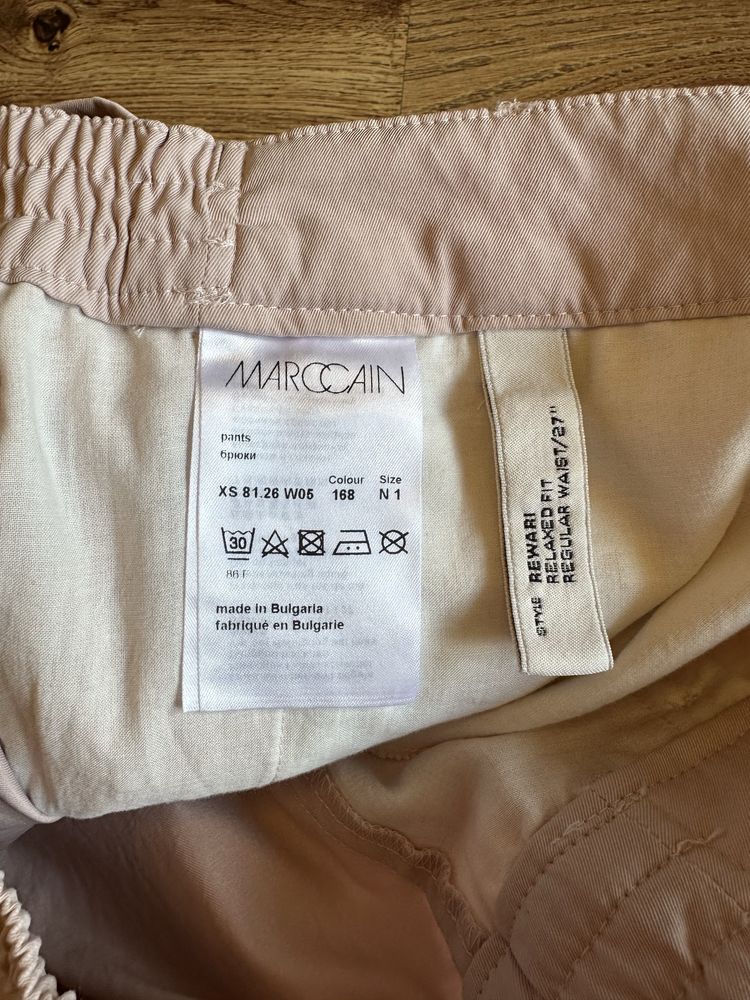 MARCCAIN
pants
брюки
Colour Size
XS 81.26 W05 168 N 1
30
made in Bulgaria
fabriqué en Bulgarie
STYLE REWARI
RELAXED FIT
REGULAR WAIST/27"